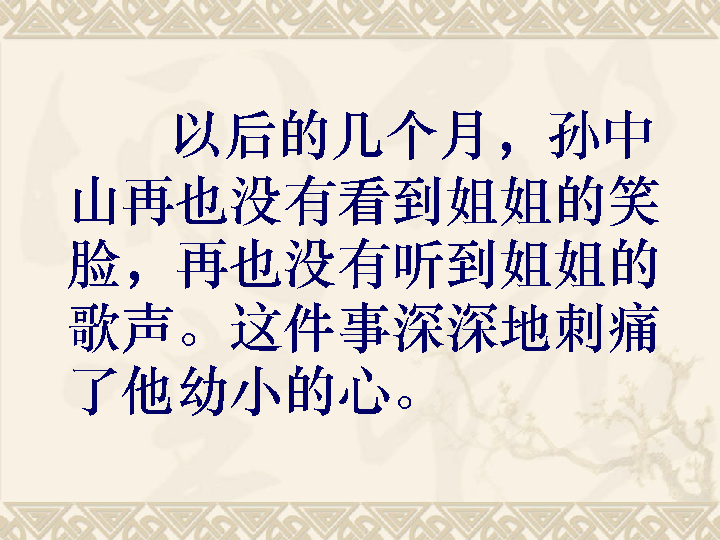 以后的几个月，孙中
山再也没有看到姐姐的笑
脸，再也没有听到姐姐的
歌声。这件事深深地刺痛
了他幼小的心。